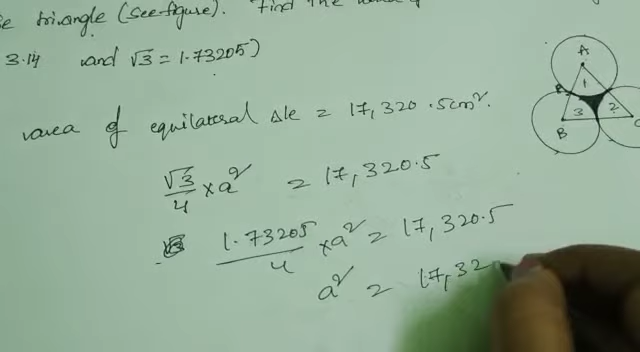 triangle (see figure). Find the
3.14 and √3 = 1.73205)
area of equilateral Δle = 17,320.5cm².
√3/4 × a² = 17,320.5
1.73205/4 × a² = 17,320.5
a² = 17,32
A
1
B
3
2